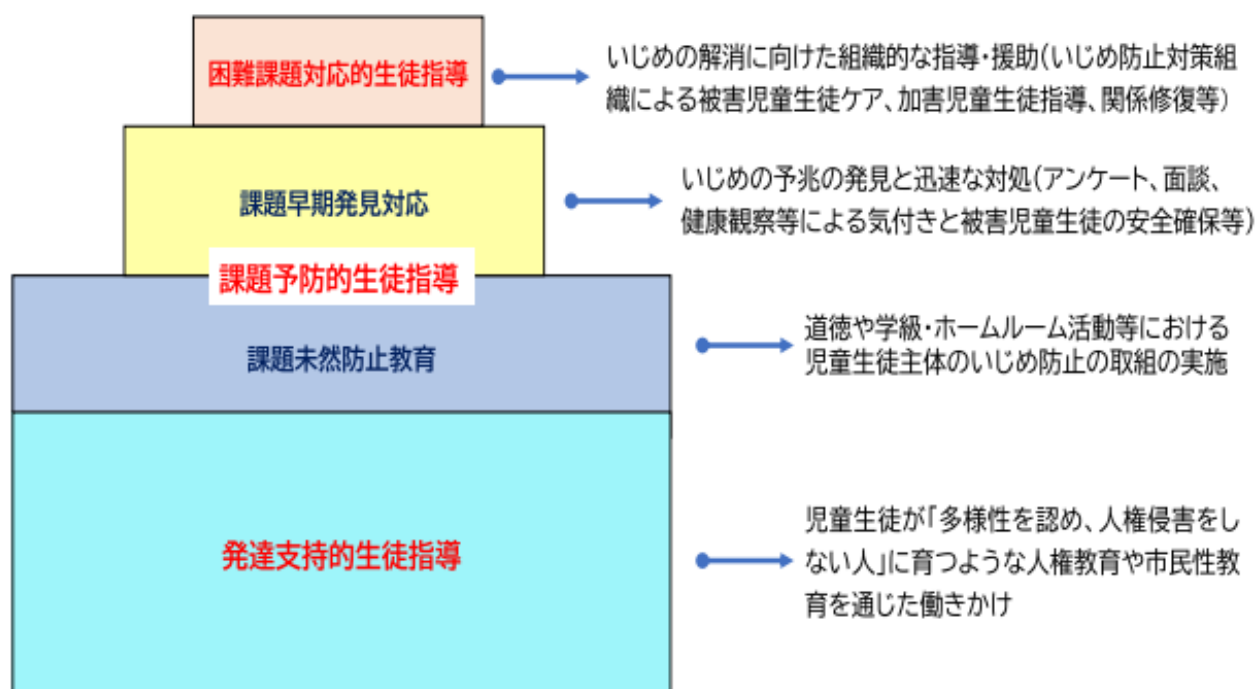 困難課題対応的生徒指導
いじめの解消に向けた組織的な指導・援助(いじめ防止対策組
織による被害児童生徒ケア、加害児童生徒指導、関係修復等)
課題早期発見対応
いじめの予兆の発見と迅速な対処(アンケート、面談、
健康観察等による気付きと被害児童生徒の安全確保等)
課題予防的生徒指導
課題未然防止教育
道徳や学級・ホームルーム活動等における
児童生徒主体のいじめ防止の取組の実施
発達支持的生徒指導
児童生徒が「多様性を認め、人権侵害をし
ない人」に育つような人権教育や市民性教
育を通じた働きかけ